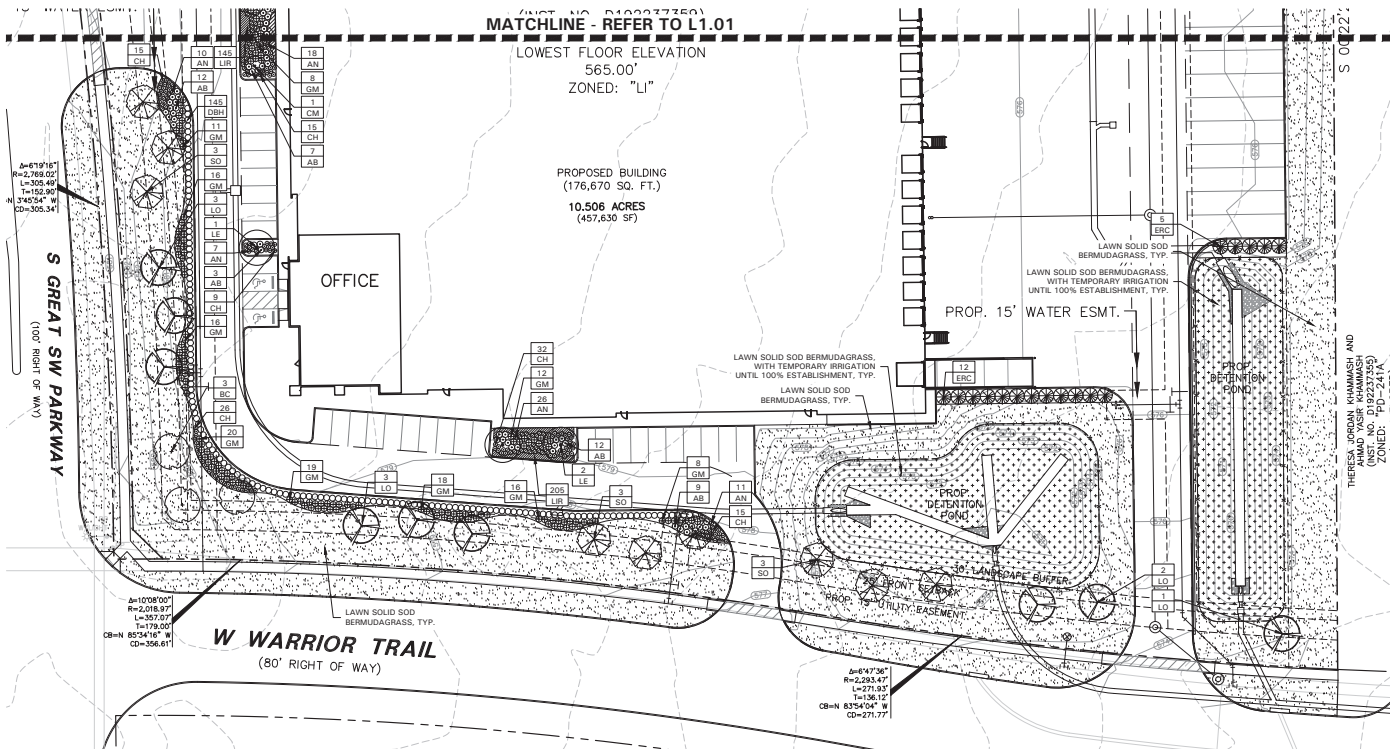 MATCHLINE - REFER TO L1.01
(INST. NO. D192237359)
LOWEST FLOOR ELEVATION
565.00'
ZONED: "LI"
15
CH
10
AN
145
LIR
12
AB
145
DBH
11
GM
3
SO
16
GM
3
LO
1
LE
7
AN
3
AB
9
CH
16
GM
3
BC
26
CH
20
GM
18
AN
8
GM
1
CM
15
CH
7
AB
Δ=6°19'16"
R=2,769.02'
L=305.49'
T=152.90'
3°45'54" W
CD=305.34'
S GREAT SW PARKWAY
(100' RIGHT OF WAY)
PROPOSED BUILDING
(176,670 SQ. FT.)
10.506 ACRES
(457,630 SF)
OFFICE
32
CH
12
GM
26
AN
12
AB
2
LE
19
GM
3
LO
18
GM
16
GM
205
LIR
3
SO
8
GM
9
AB
11
AN
15
CH
3
SO
5
ERC
12
ERC
2
LO
1
LO
LAWN SOLID SOD
BERMUDAGRASS, TYP.
LAWN SOLID SOD BERMUDAGRASS,
WITH TEMPORARY IRRIGATION
UNTIL 100% ESTABLISHMENT, TYP.
PROP. 15' WATER ESMT.
LAWN SOLID SOD BERMUDAGRASS,
WITH TEMPORARY IRRIGATION
UNTIL 100% ESTABLISHMENT, TYP.
LAWN SOLID SOD
BERMUDAGRASS, TYP.
PROP.
DETENTION
POND
PROP.
DETENTION
POND
30' LANDSCAPE BUFFER
25' FRONT SETBACK
UTILITY EASEMENT
THERESA JORDAN KHAMMASH AND
AHMAD YASIR KHAMMASH
(INST. NO. D192237355)
ZONED: "PD-241A"
LAWN SOLID SOD
BERMUDAGRASS, TYP.
Δ=10°08'00"
R=2,018.97'
L=357.07'
T=179.00'
CB=N 85°34'16" W
CD=356.61'
W WARRIOR TRAIL
(80' RIGHT OF WAY)
Δ=6°47'36"
R=2,293.47'
L=271.93'
T=136.12'
CB=N 83°54'04" W
CD=271.77'